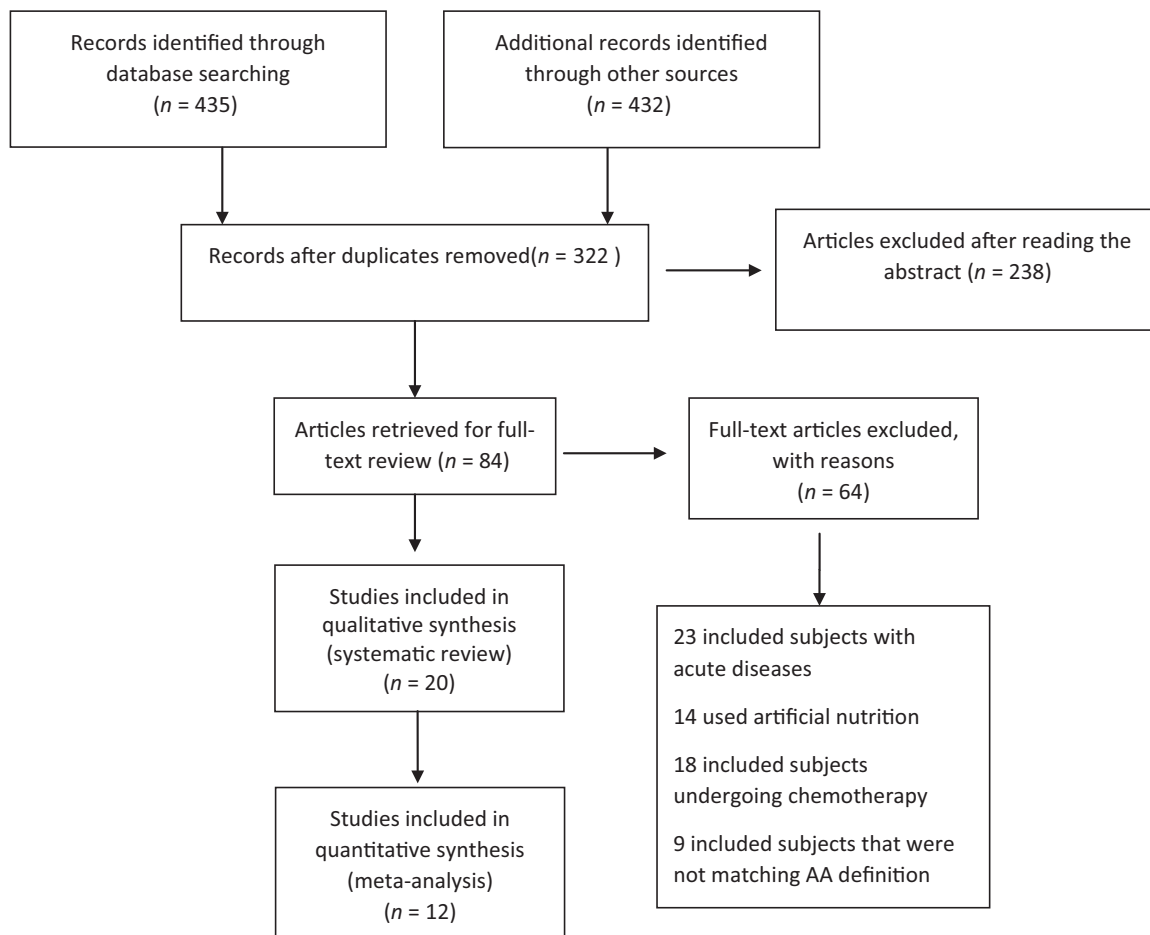 Records identified through
database searching
(n = 435)
Additional records identified
through other sources
(n = 432)
Records after duplicates removed(n = 322 )
Articles excluded after reading the
abstract (n = 238)
Articles retrieved for full-
text review (n = 84)
Full-text articles excluded,
with reasons
(n = 64)
Studies included in
qualitative synthesis
(systematic review)
(n = 20)
23 included subjects with
acute diseases
14 used artificial nutrition
18 included subjects
undergoing chemotherapy
9 included subjects that were
not matching AA definition
Studies included in
quantitative synthesis
(meta-analysis)
(n = 12)